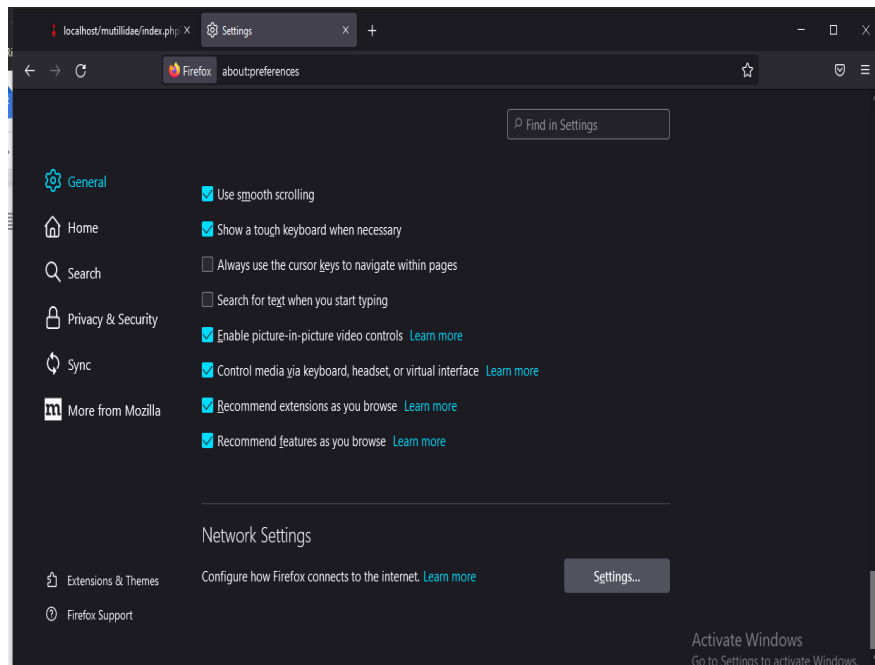 localhost/mutillidae/index.php
Settings
Firefox about:preferences
Find in Settings
General
Home
Search
Privacy & Security
Sync
More from Mozilla
Use smooth scrolling
Show a touch keyboard when necessary
Always use the cursor keys to navigate within pages
Search for text when you start typing
Enable picture-in-picture video controls Learn more
Control media via keyboard, headset, or virtual interface Learn more
Recommend extensions as you browse Learn more
Recommend features as you browse Learn more
Network Settings
Configure how Firefox connects to the internet. Learn more
Settings...
Extensions & Themes
Firefox Support
Activate Windows
Go to Settings to activate Windows.